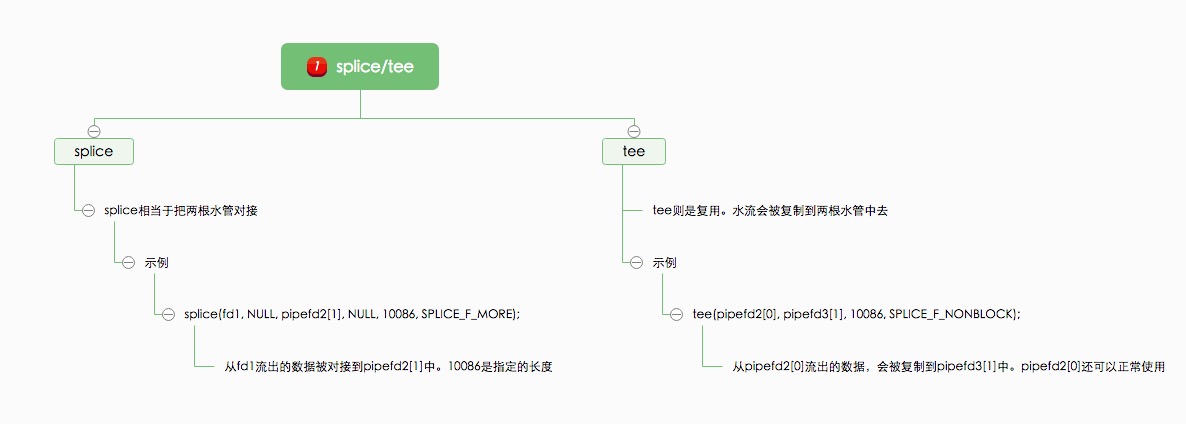 1 splice/tee
splice
splice相当于把两根水管对接
示例
splice(fd1, NULL, pipefd2[1], NULL, 10086, SPLICE_F_MORE);
从fd1流出的数据被对接到pipefd2[1]中。10086是指定的长度
tee
tee则是复用。水流会被复制到两根水管中去
示例
tee(pipefd2[0], pipefd3[1], 10086, SPLICE_F_NONBLOCK);
从pipefd2[0]流出的数据，会被复制到pipefd3[1]中。pipefd2[0]还可以正常使用